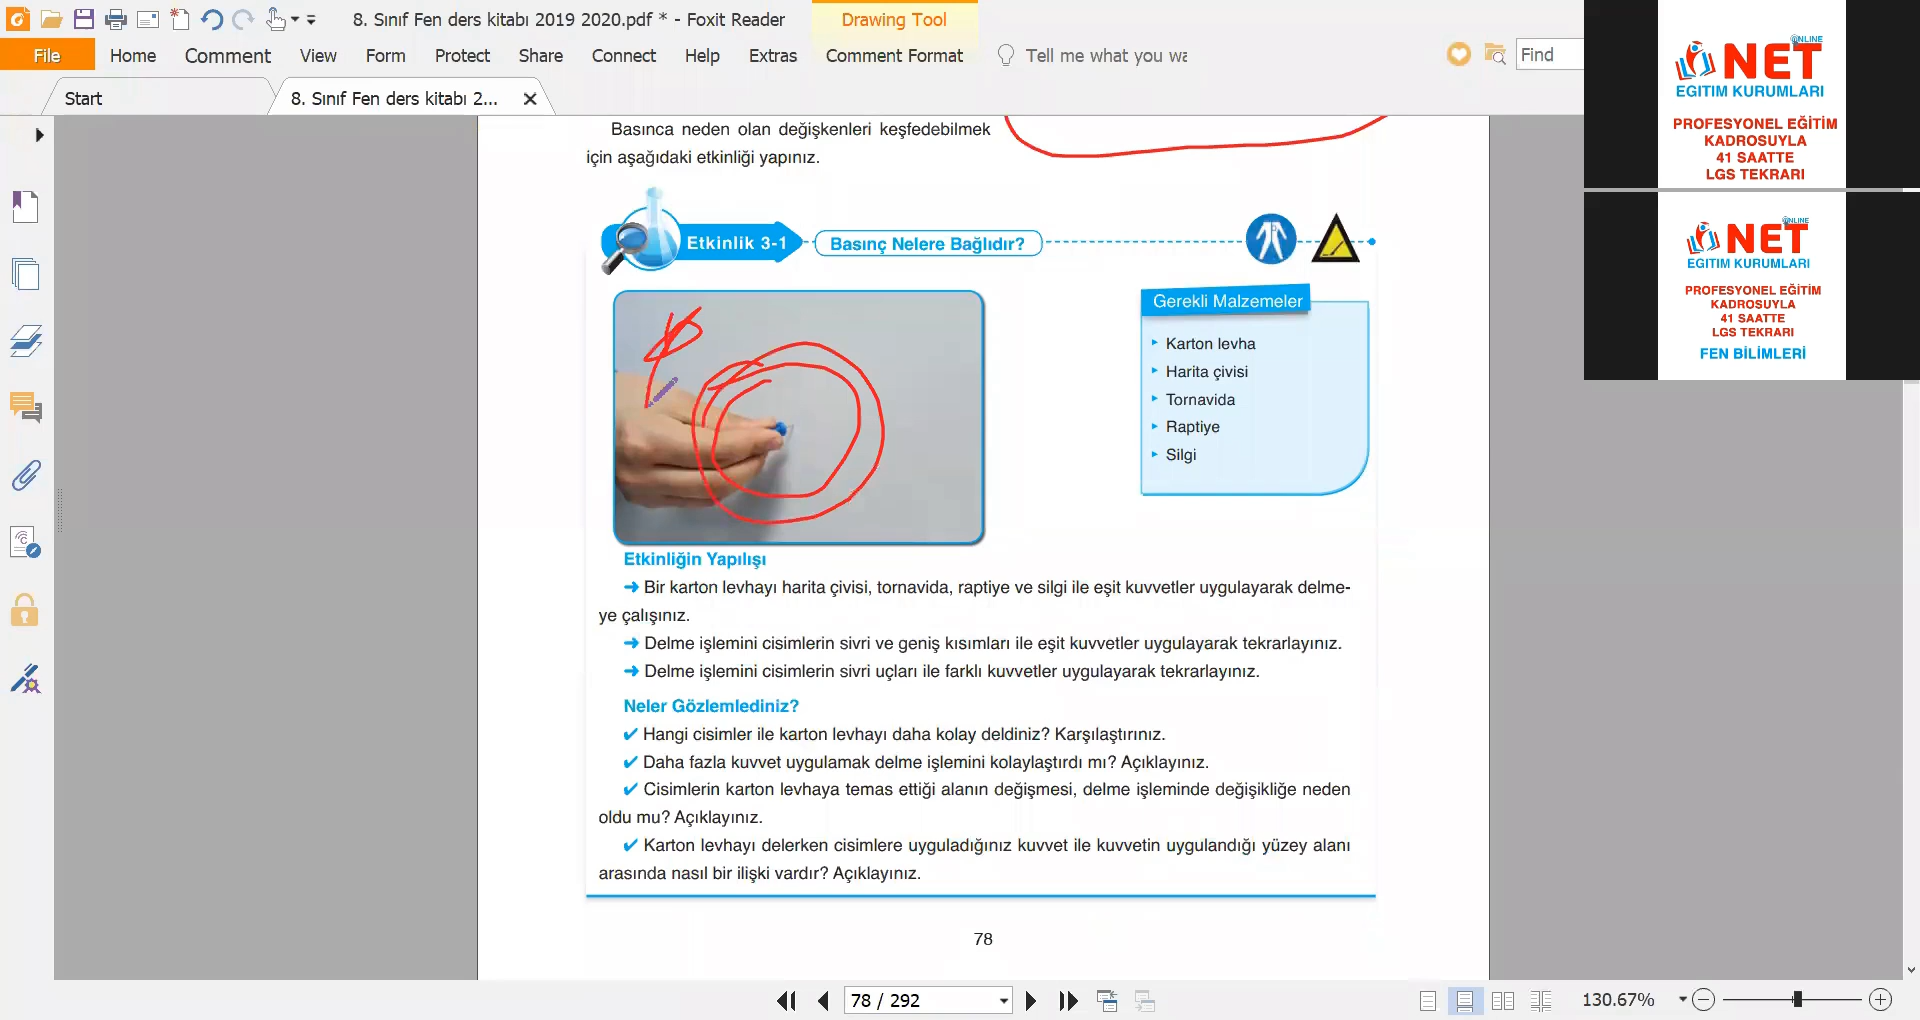 8. Sınıf Fen ders kitabı 2019 2020.pdf * - Foxit Reader
Drawing Tool
File
Home
Comment
View
Form
Protect
Share
Connect
Help
Extras
Comment Format
Tell me what you wa
Find
Start
8. Sınıf Fen ders kitabı 2...
Basınca neden olan değişkenleri keşfedebilmek
için aşağıdaki etkinliği yapınız.
Etkinlik 3-1
Basınç Nelere Bağlıdır?
Gerekli Malzemeler
Karton levha
Harita çivisi
Tornavida
Raptiye
Silgi
Etkinliğin Yapılışı
➜ Bir karton levhayı harita çivisi, tornavida, raptiye ve silgi ile eşit kuvvetler uygulayarak delme-
ye çalışınız.
➜ Delme işlemini cisimlerin sivri ve geniş kısımları ile eşit kuvvetler uygulayarak tekrarlayınız.
➜ Delme işlemini cisimlerin sivri uçları ile farklı kuvvetler uygulayarak tekrarlayınız.
Neler Gözlemlediniz?
✔ Hangi cisimler ile karton levhayı daha kolay deldiniz? Karşılaştırınız.
✔ Daha fazla kuvvet uygulamak delme işlemini kolaylaştırdı mı? Açıklayınız.
✔ Cisimlerin karton levhaya temas ettiği alanın değişmesi, delme işleminde değişikliğe neden
oldu mu? Açıklayınız.
✔ Karton levhayı delerken cisimlere uyguladığınız kuvvet ile kuvvetin uygulandığı yüzey alanı
arasında nasıl bir ilişki vardır? Açıklayınız.
78
78 / 292
130.67%
@NLINE
NET
EGITIM KURUMLARI
PROFESYONEL EĞİTİM
KADROSUYLA
41 SAATTE
LGS TEKRARI
@NLINE
NET
EGITIM KURUMLARI
PROFESYONEL EĞİTİM
KADROSUYLA
41 SAATTE
LGS TEKRARI
FEN BİLİMLERİ